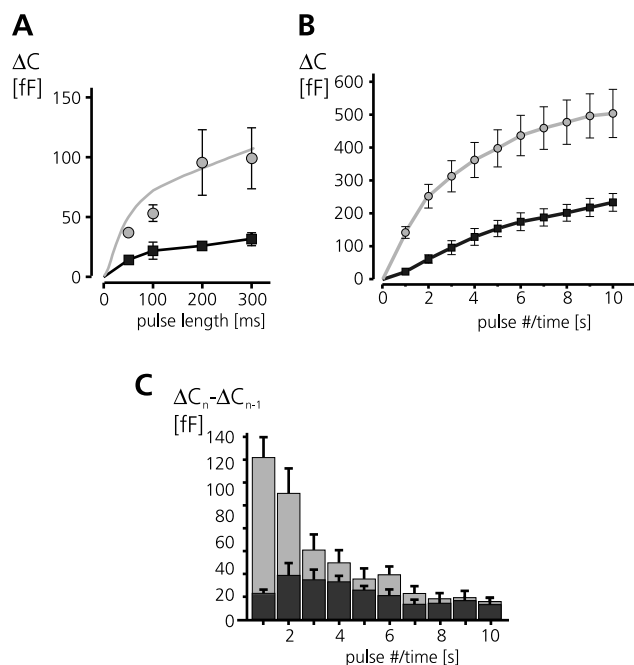 A
ΔC
[fF]
150
100
50
0
0 100 200 300
pulse length [ms]
B
ΔC
[fF]
600
500
400
300
200
100
0
0 2 4 6 8 10
pulse #/time [s]
C
ΔCn-ΔCn-1
[fF]
140
120
100
80
60
40
20
0
2 4 6 8 10
pulse #/time [s]